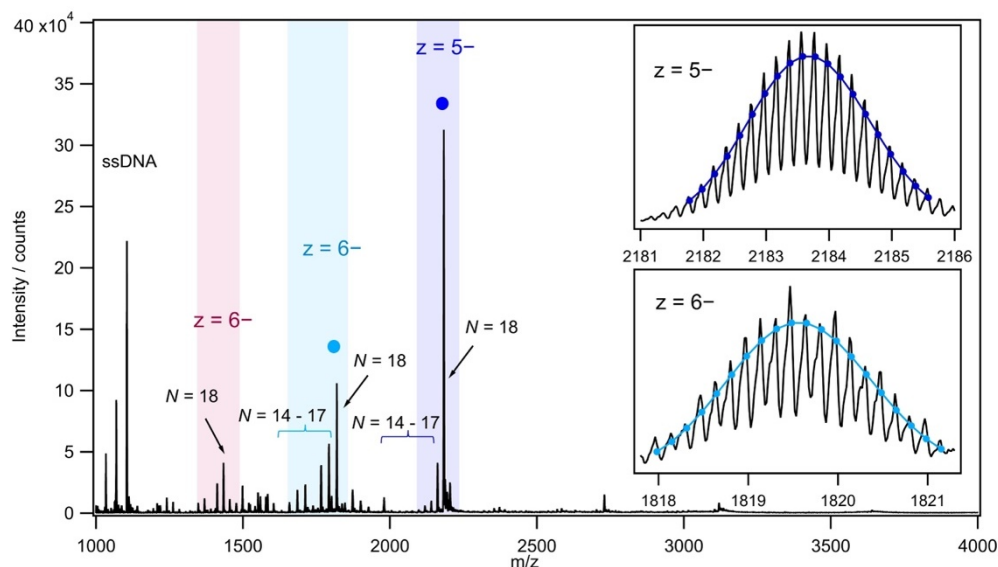 40 x10⁴
35
30
25
20
15
10
5
0
Intensity / counts
1000
1500
2000
2500
3000
3500
4000
m/z
ssDNA
z = 6−
N = 18
z = 6−
N = 14 - 17
N = 18
z = 5−
N = 14 - 17
N = 18
z = 5−
2181
2182
2183
2184
2185
2186
z = 6−
1818
1819
1820
1821